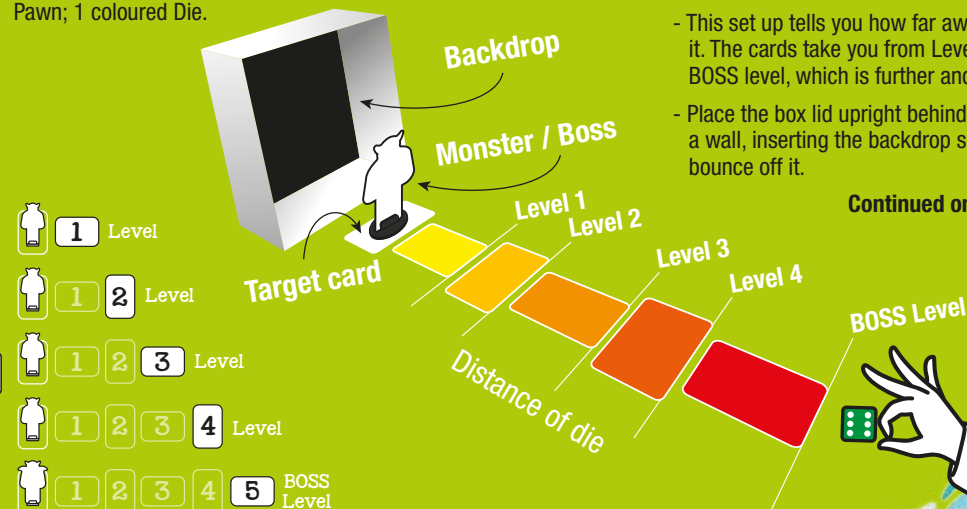 Pawn; 1 coloured Die.
- This set up tells you how far aw
it. The cards take you from Leve
BOSS level, which is further and
- Place the box lid upright behind
a wall, inserting the backdrop s
bounce off it.
Continued on
Backdrop
Monster / Boss
Target card
Level 1
Level 2
Level 3
Level 4
BOSS Level
Distance of die
1 Level
1 2 Level
1 2 3 Level
1 2 3 4 Level
1 2 3 4 5 BOSS
Level